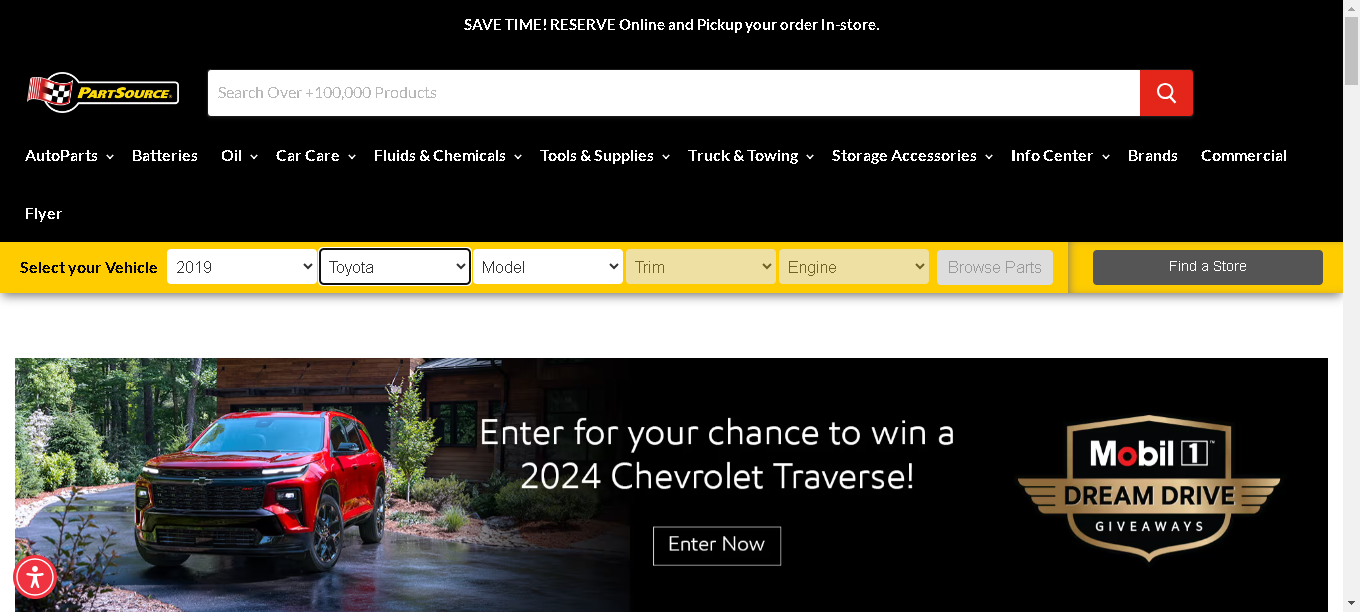 SAVE TIME! RESERVE Online and Pickup your order In-store.
PARTSOURCE
Search Over +100,000 Products
AutoParts Batteries Oil Car Care Fluids & Chemicals Tools & Supplies Truck & Towing Storage Accessories Info Center Brands Commercial
Flyer
Select your Vehicle 2019 Toyota Model Trim Engine Browse Parts Find a Store
Enter for your chance to win a
2024 Chevrolet Traverse!
Enter Now
Mobil 1™
DREAM DRIVE
GIVEAWAYS